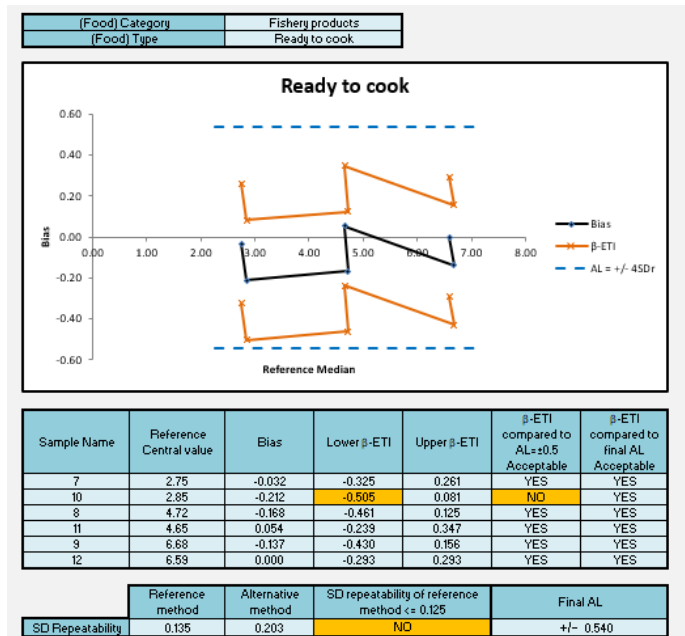 (Food) Category Fishery products
(Food) Type Ready to cook
Ready to cook
0.60
0.40
0.20
0.00
-0.20
-0.40
-0.60
0.00 1.00 2.00 3.00 4.00 5.00 6.00 7.00 8.00
Bias
Reference Median
Bias
β-ETI
AL = +/- 4SDr
Sample Name Reference Central value Bias Lower β-ETI Upper β-ETI β-ETI compared to AL=±0.5 Acceptable β-ETI compared to final AL Acceptable
7 2.75 -0.032 -0.325 0.261 YES YES
10 2.85 -0.212 -0.505 0.081 NO YES
8 4.72 -0.168 -0.461 0.125 YES YES
11 4.65 0.054 -0.239 0.347 YES YES
9 6.68 -0.137 -0.430 0.156 YES YES
12 6.59 0.000 -0.293 0.293 YES YES
Reference method Alternative method SD repeatability of reference method <= 0.125 Final AL
SD Repeatability 0.135 0.203 NO +/- 0.540